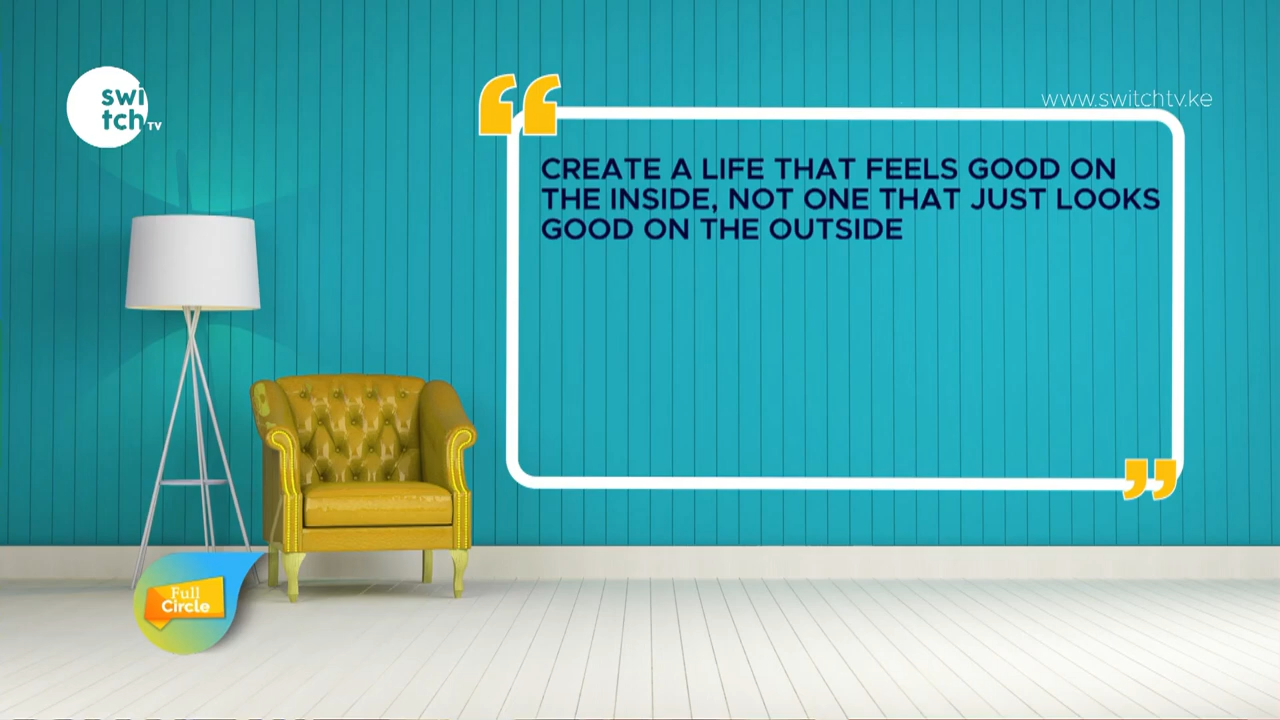 swi
tch TV
www.switchtv.ke
CREATE A LIFE THAT FEELS GOOD ON
THE INSIDE, NOT ONE THAT JUST LOOKS
GOOD ON THE OUTSIDE
Full
Circle